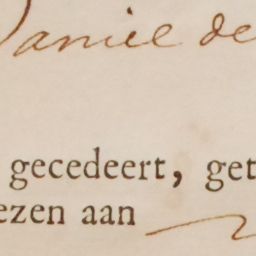 Daniel de
gecedeert, get
ezen aan